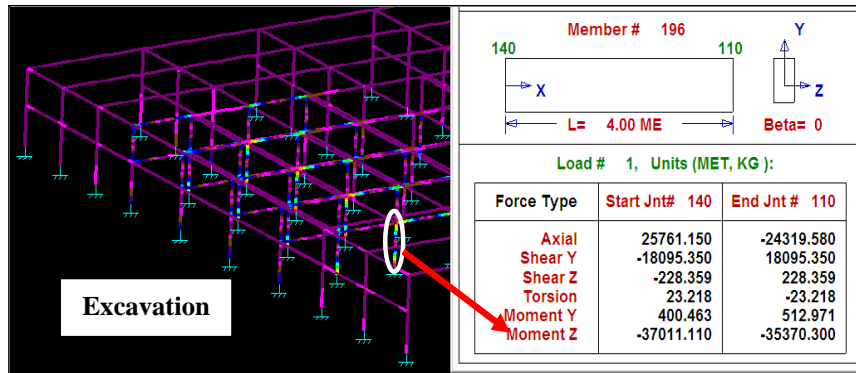 Excavation
Member # 196
140 110
Y
X
Z
L= 4.00 ME
Beta= 0
Load # 1, Units (MET, KG ):
Force Type Start Jnt# 140 End Jnt # 110
Axial 25761.150 -24319.580
Shear Y -18095.350 18095.350
Shear Z -228.359 228.359
Torsion 23.218 -23.218
Moment Y 400.463 512.971
Moment Z -37011.110 -35370.300